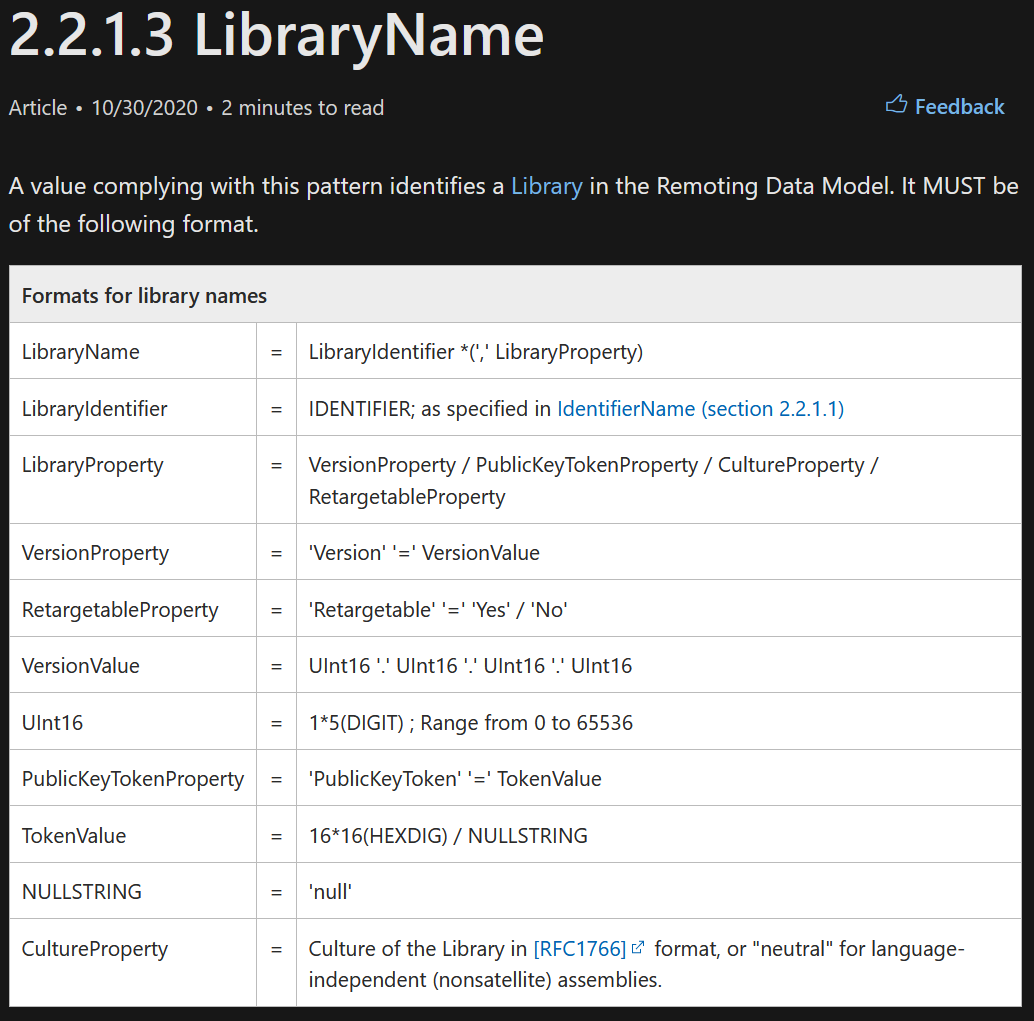 2.2.1.3 LibraryName
Article • 10/30/2020 • 2 minutes to read
Feedback
A value complying with this pattern identifies a Library in the Remoting Data Model. It MUST be
of the following format.
Formats for library names
LibraryName = LibraryIdentifier *(',' LibraryProperty)
LibraryIdentifier = IDENTIFIER; as specified in IdentifierName (section 2.2.1.1)
LibraryProperty = VersionProperty / PublicKeyTokenProperty / CultureProperty /
RetargetableProperty
VersionProperty = 'Version' '=' VersionValue
RetargetableProperty = 'Retargetable' '=' 'Yes' / 'No'
VersionValue = UInt16 '.' UInt16 '.' UInt16 '.' UInt16
UInt16 = 1*5(DIGIT) ; Range from 0 to 65536
PublicKeyTokenProperty = 'PublicKeyToken' '=' TokenValue
TokenValue = 16*16(HEXDIG) / NULLSTRING
NULLSTRING = 'null'
CultureProperty = Culture of the Library in [RFC1766] format, or "neutral" for language-
independent (nonsatellite) assemblies.